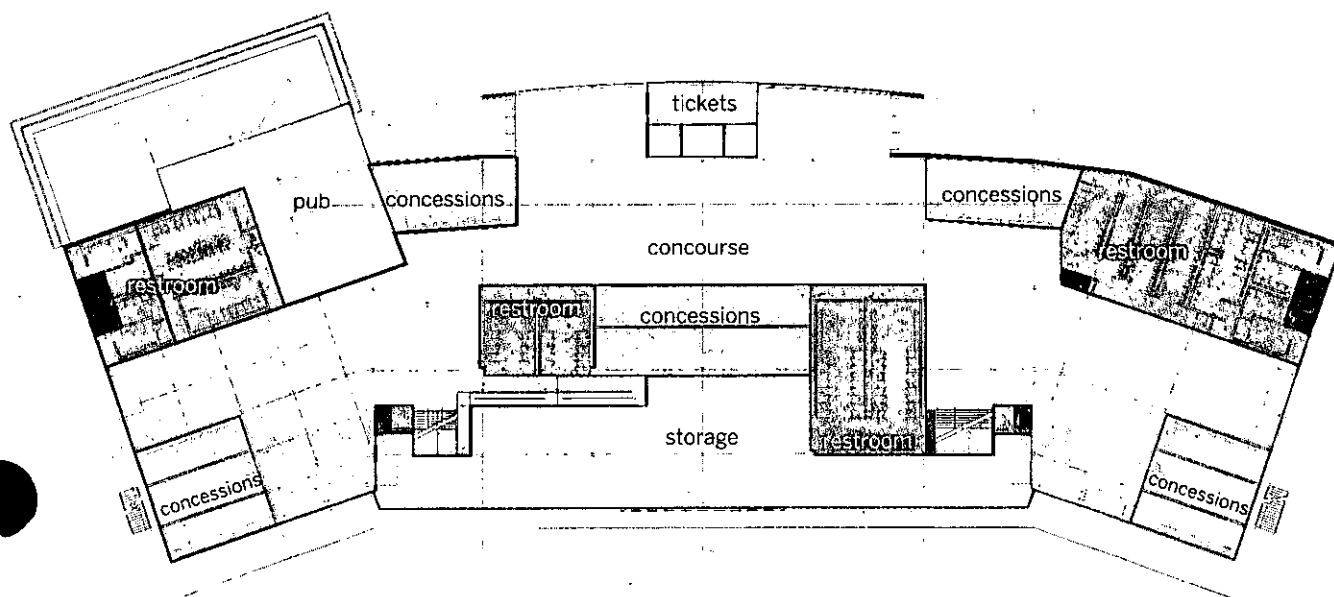 tickets
pub
concessions
concessions
concourse
restroom
restroom
restroom
concessions
storage
restroom
concessions
concessions